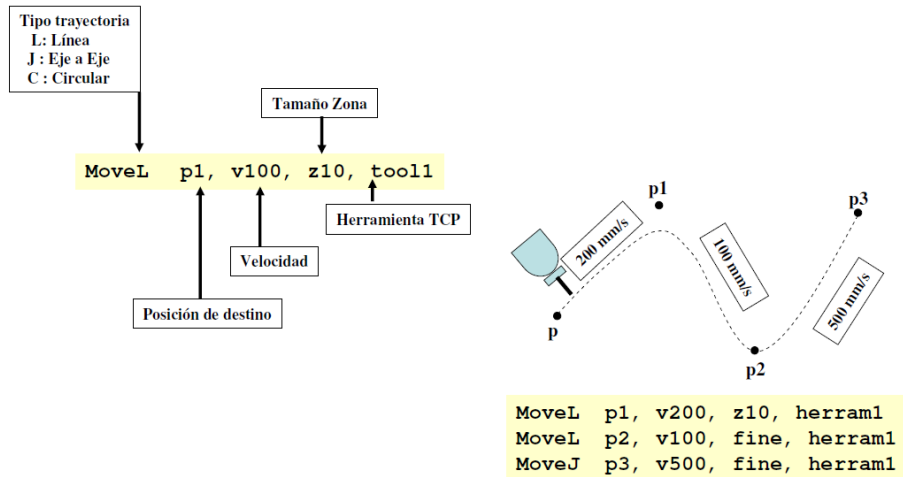 Tipo trayectoria
L: Línea
J : Eje a Eje
C : Circular
Tamaño Zona
MoveL p1, v100, z10, tool1
Herramienta TCP
Velocidad
Posición de destino
p1
p3
200 mm/s
100 mm/s
500 mm/s
p
p2
MoveL p1, v200, z10, herram1
MoveL p2, v100, fine, herram1
MoveJ p3, v500, fine, herram1